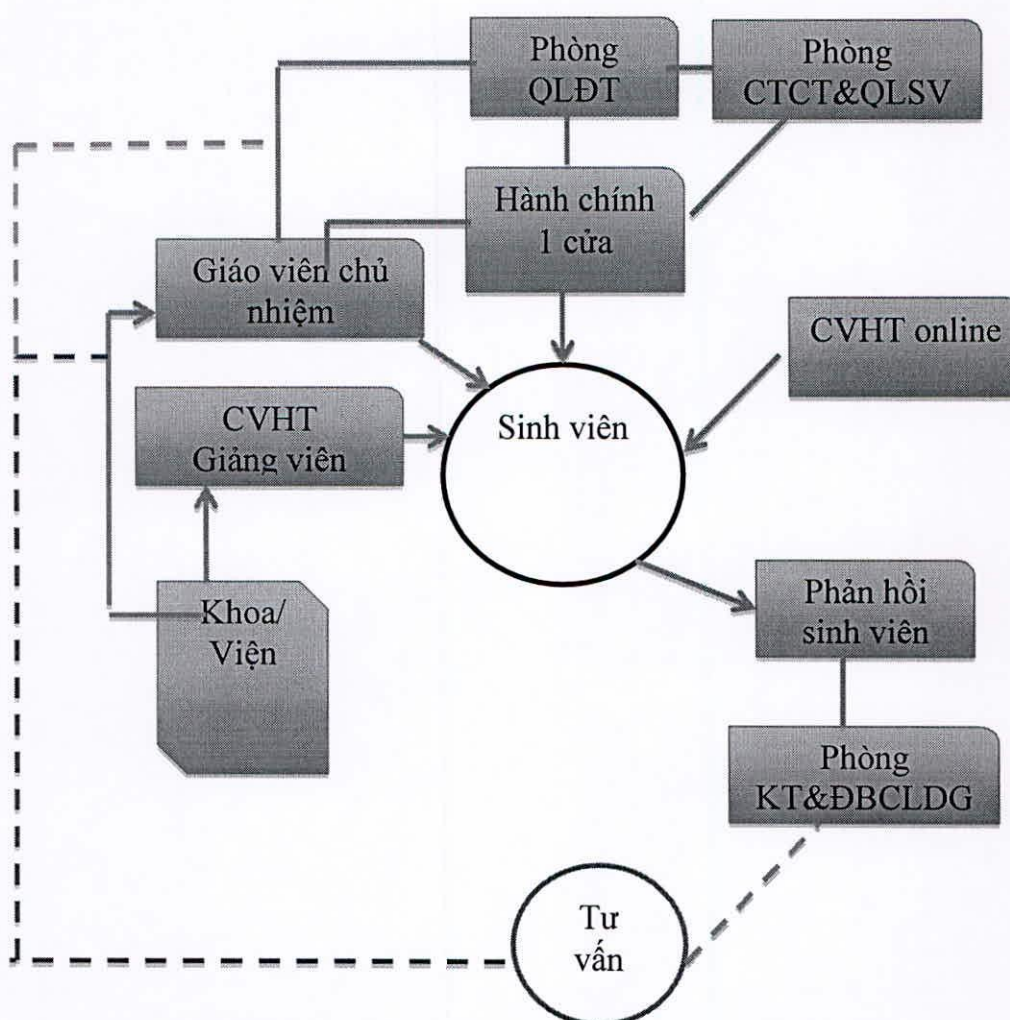 Phòng
QLĐT
Phòng
CTCT&QLSV
Hành chính
1 cửa
Giáo viên chủ
nhiệm
CVHT online
CVHT
Giảng viên
Sinh viên
Khoa/
Viện
Phản hồi
sinh viên
Phòng
KT&ĐBCLDG
Tư
vấn